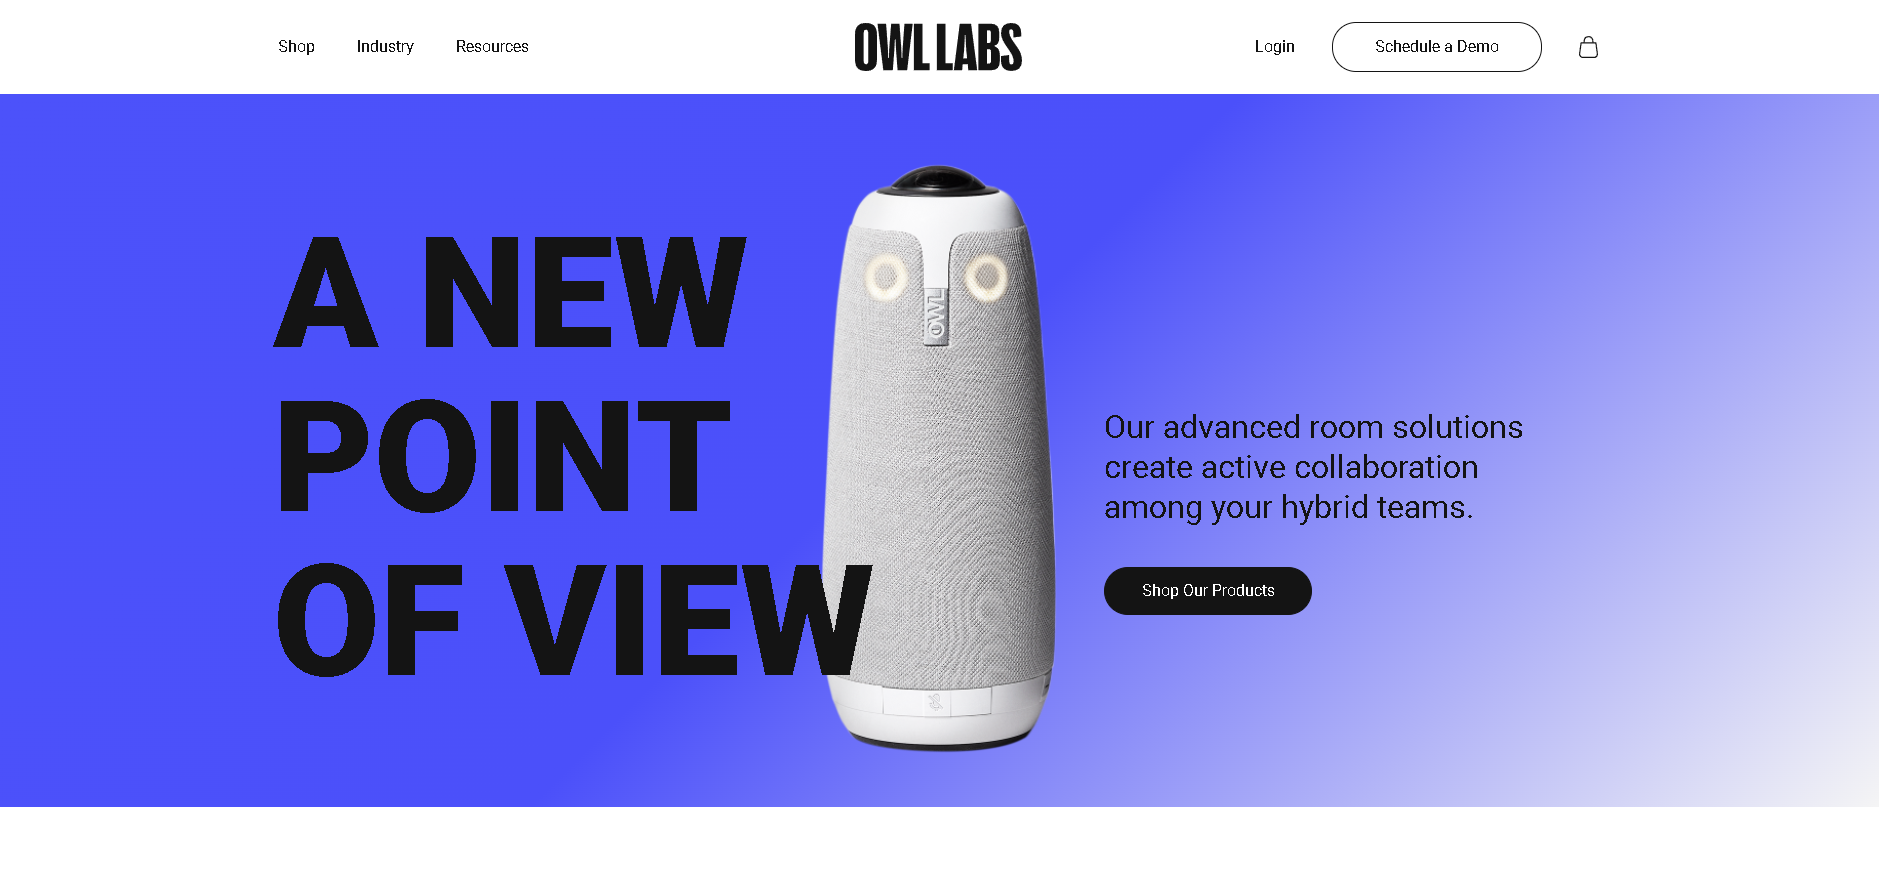 Shop
Industry
Resources
OWL LABS
Login
Schedule a Demo
A NEW
POINT
OF VIEW
OWL
Our advanced room solutions
create active collaboration
among your hybrid teams.
Shop Our Products